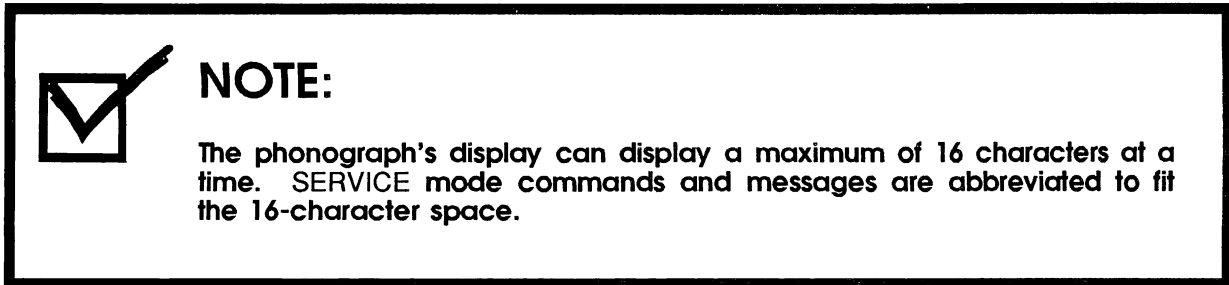 NOTE:
The phonograph's display can display a maximum of 16 characters at a
time. SERVICE mode commands and messages are abbreviated to fit
the 16-character space.